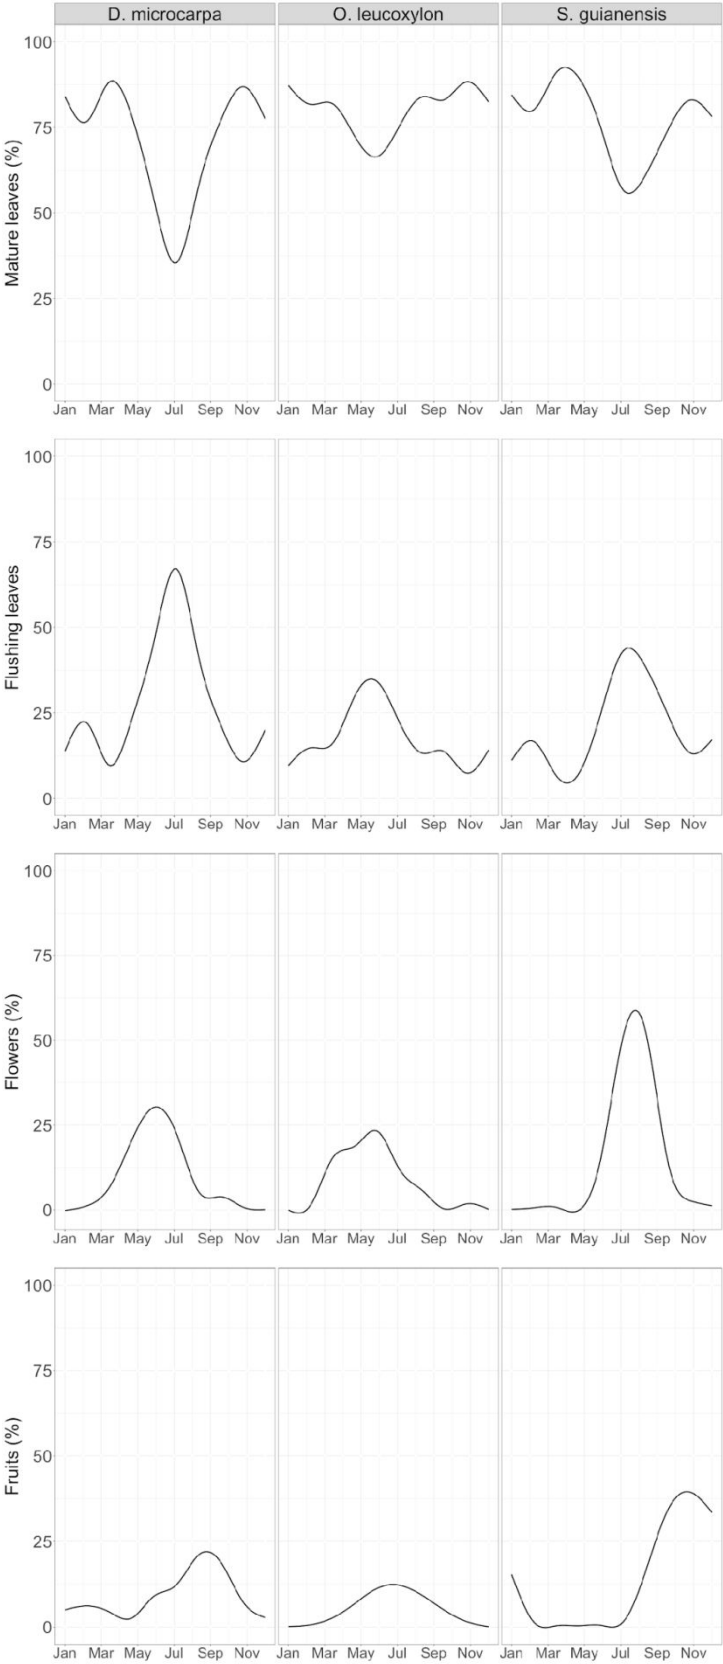 D. microcarpa O. leucoxylon S. guianensis
Mature leaves (%)
100
75
50
25
0
Jan Mar May Jul Sep Nov Jan Mar May Jul Sep Nov Jan Mar May Jul Sep Nov
Flushing leaves
100
75
50
25
0
Jan Mar May Jul Sep Nov Jan Mar May Jul Sep Nov Jan Mar May Jul Sep Nov
Flowers (%)
100
75
50
25
0
Jan Mar May Jul Sep Nov Jan Mar May Jul Sep Nov Jan Mar May Jul Sep Nov
Fruits (%)
100
75
50
25
0
Jan Mar May Jul Sep Nov Jan Mar May Jul Sep Nov Jan Mar May Jul Sep Nov